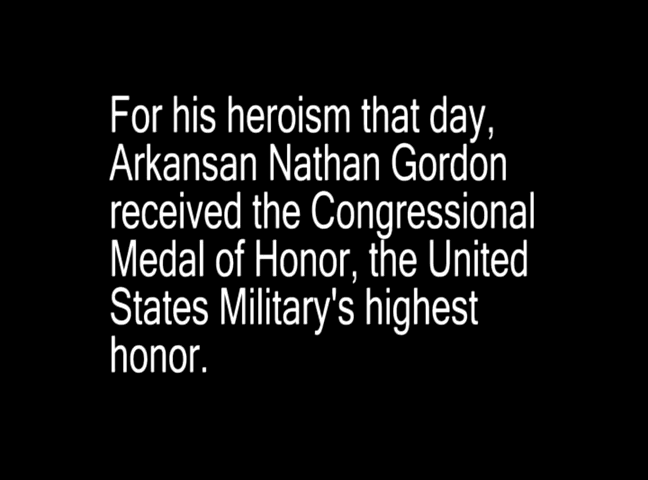 For his heroism that day,
Arkansan Nathan Gordon
received the Congressional
Medal of Honor, the United
States Military's highest
honor.